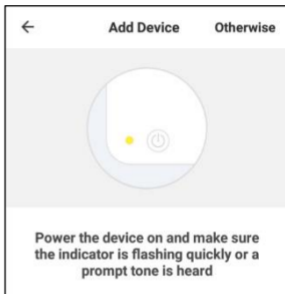 Add Device Otherwise
Power the device on and make sure
the indicator is flashing quickly or a
prompt tone is heard